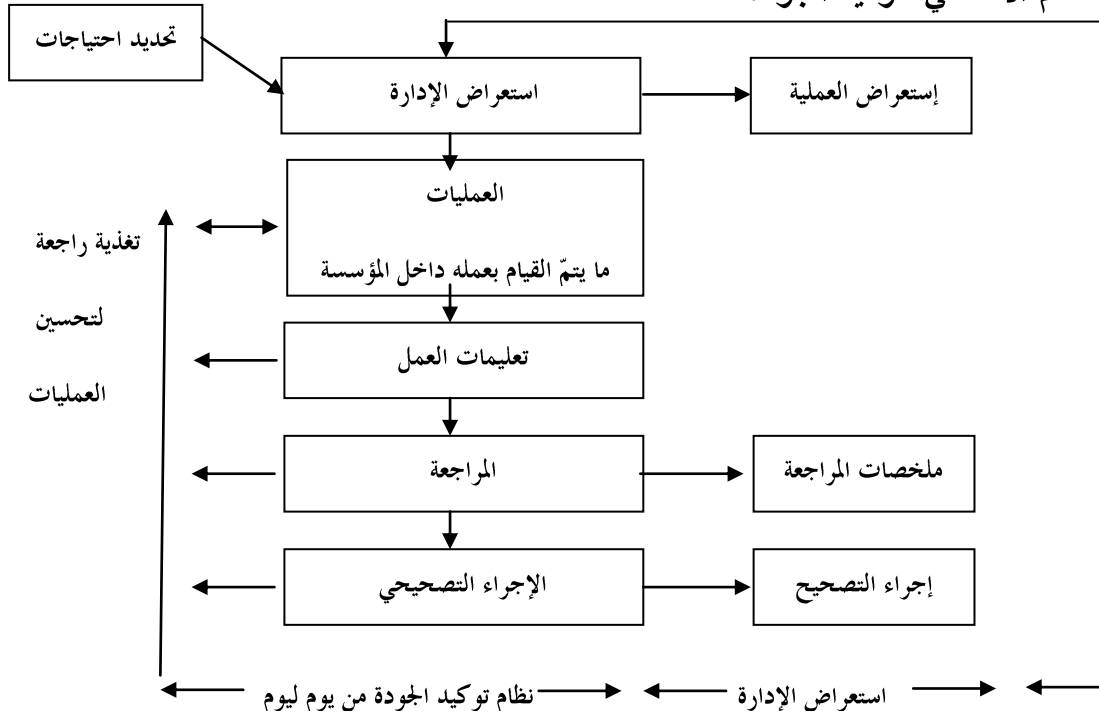 تحديد احتياجات
استعراض الإدارة
إستعراض العملية
العمليات
ما يتمّ القيام بعمله داخل المؤسسة
تغذية راجعة
لتحسين
العمليات
تعليمات العمل
المراجعة
ملخصات المراجعة
الإجراء التصحيحي
إجراء التصحيح
نظام توكيد الجودة من يوم ليوم
استعراض الإدارة